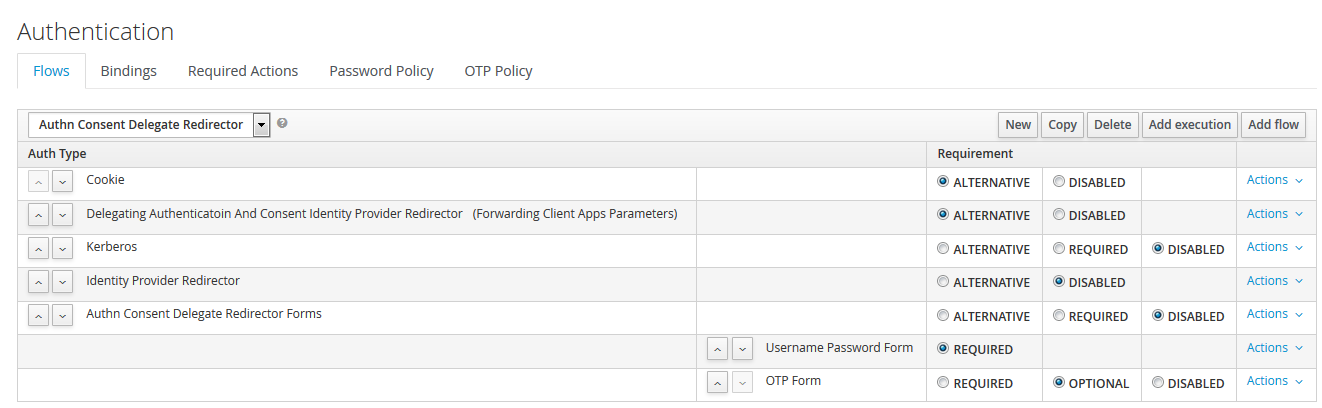 Authentication
Flows Bindings Required Actions Password Policy OTP Policy
Authn Consent Delegate Redirector New Copy Delete Add execution Add flow
Auth Type Requirement
Cookie ALTERNATIVE DISABLED Actions
Delegating Authenticatoin And Consent Identity Provider Redirector (Forwarding Client Apps Parameters) ALTERNATIVE DISABLED Actions
Kerberos ALTERNATIVE REQUIRED DISABLED Actions
Identity Provider Redirector ALTERNATIVE DISABLED Actions
Authn Consent Delegate Redirector Forms ALTERNATIVE REQUIRED DISABLED Actions
Username Password Form REQUIRED Actions
OTP Form REQUIRED OPTIONAL DISABLED Actions